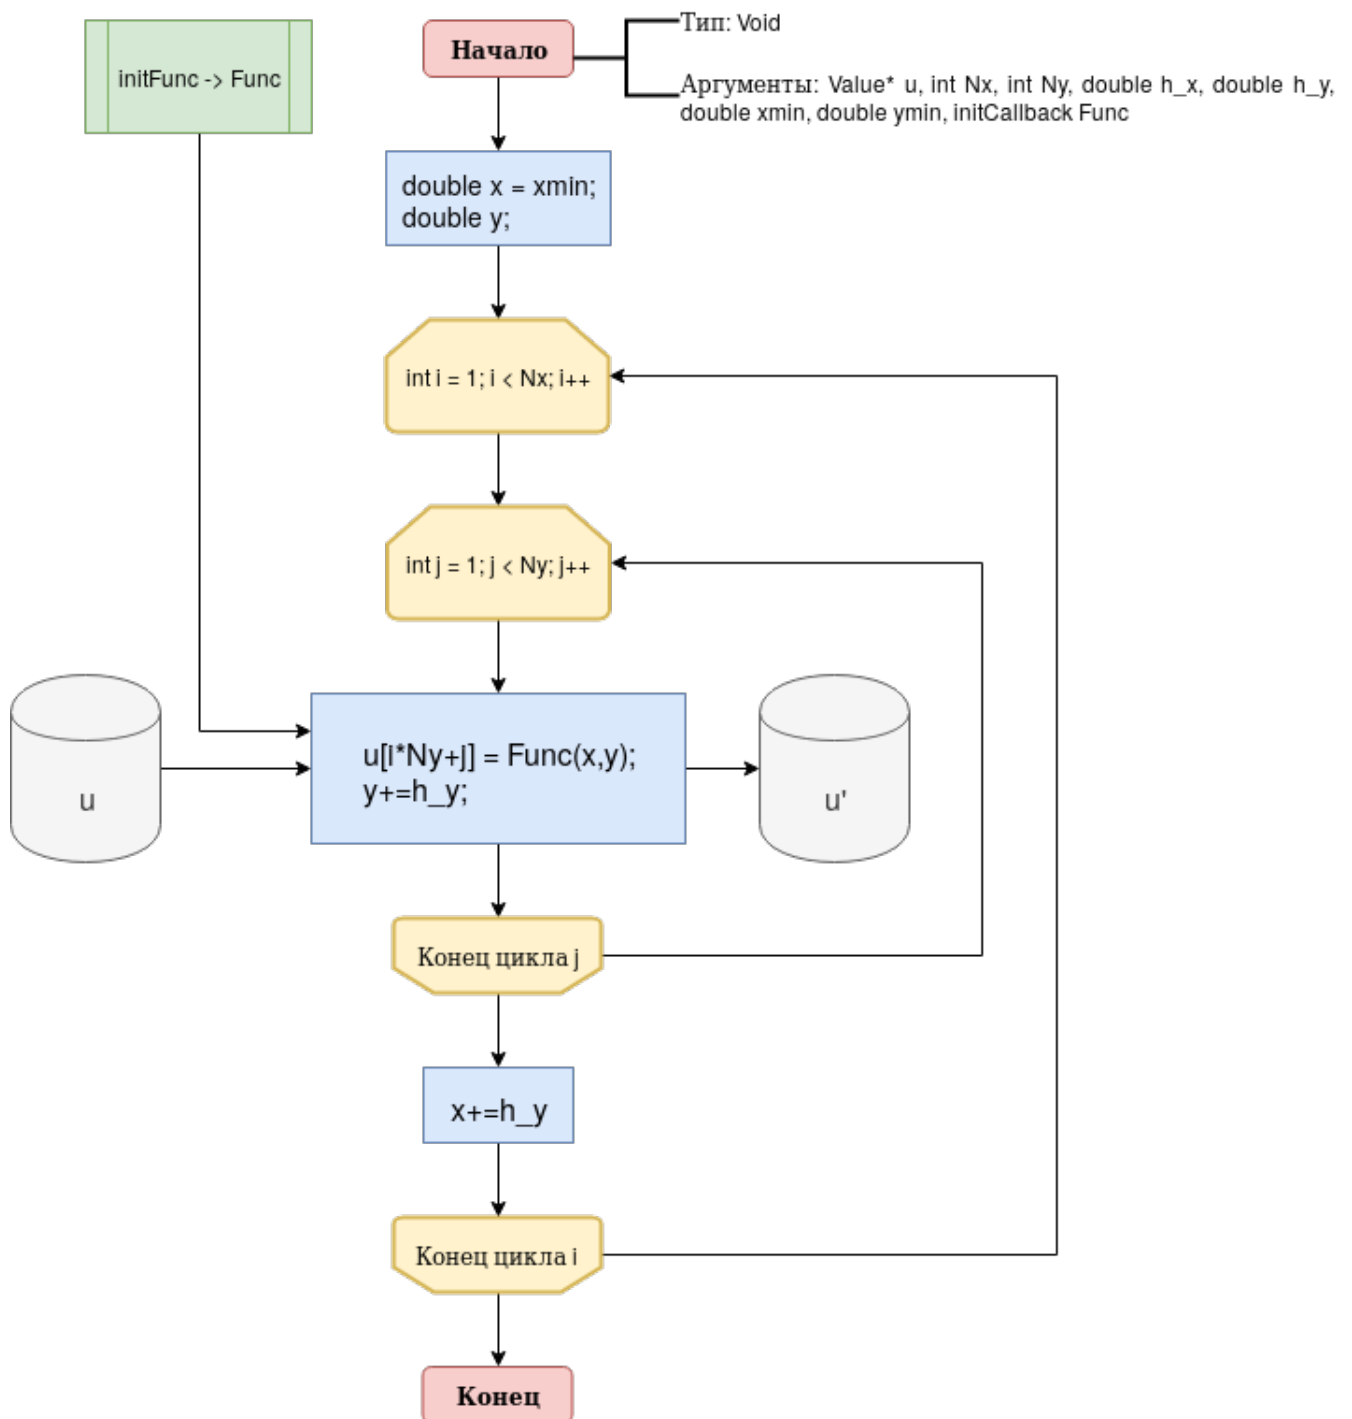 initFunc -> Func
Начало
Тип: Void
Аргументы: Value* u, int Nx, int Ny, double h_x, double h_y,
double xmin, double ymin, initCallback Func
double x = xmin;
double y;
int i = 1; i < Nx; i++
int j = 1; j < Ny; j++
u
u[i*Ny+j] = Func(x,y);
y+=h_y;
u'
Конец цикла j
x+=h_y
Конец цикла i
Конец